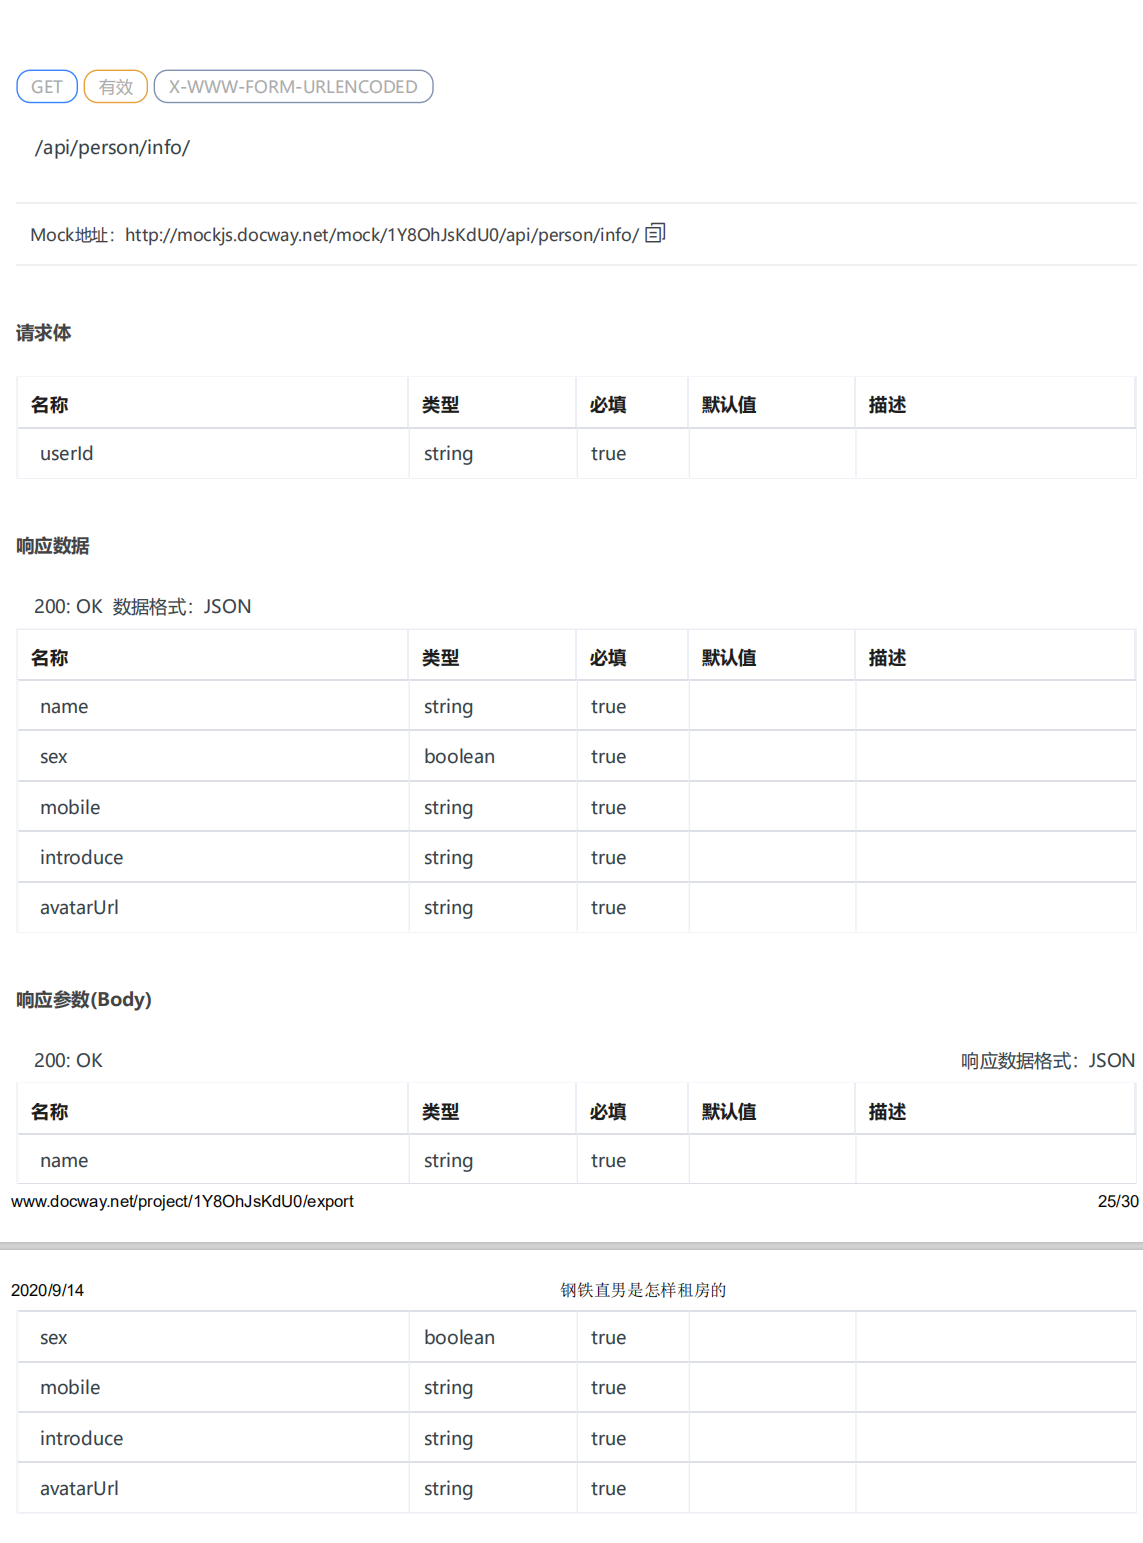 GET 有效 X-WWW-FORM-URLENCODED
/api/person/info/
Mock地址：http://mockjs.docway.net/mock/1Y8OhJsKdU0/api/person/info/
请求体
名称 类型 必填 默认值 描述
userId string true
响应数据
200: OK 数据格式：JSON
名称 类型 必填 默认值 描述
name string true
sex boolean true
mobile string true
introduce string true
avatarUrl string true
响应参数(Body)
200: OK 响应数据格式：JSON
名称 类型 必填 默认值 描述
name string true
www.docway.net/project/1Y8OhJsKdU0/export 25/30
2020/9/14 钢铁直男是怎样租房的
sex boolean true
mobile string true
introduce string true
avatarUrl string true